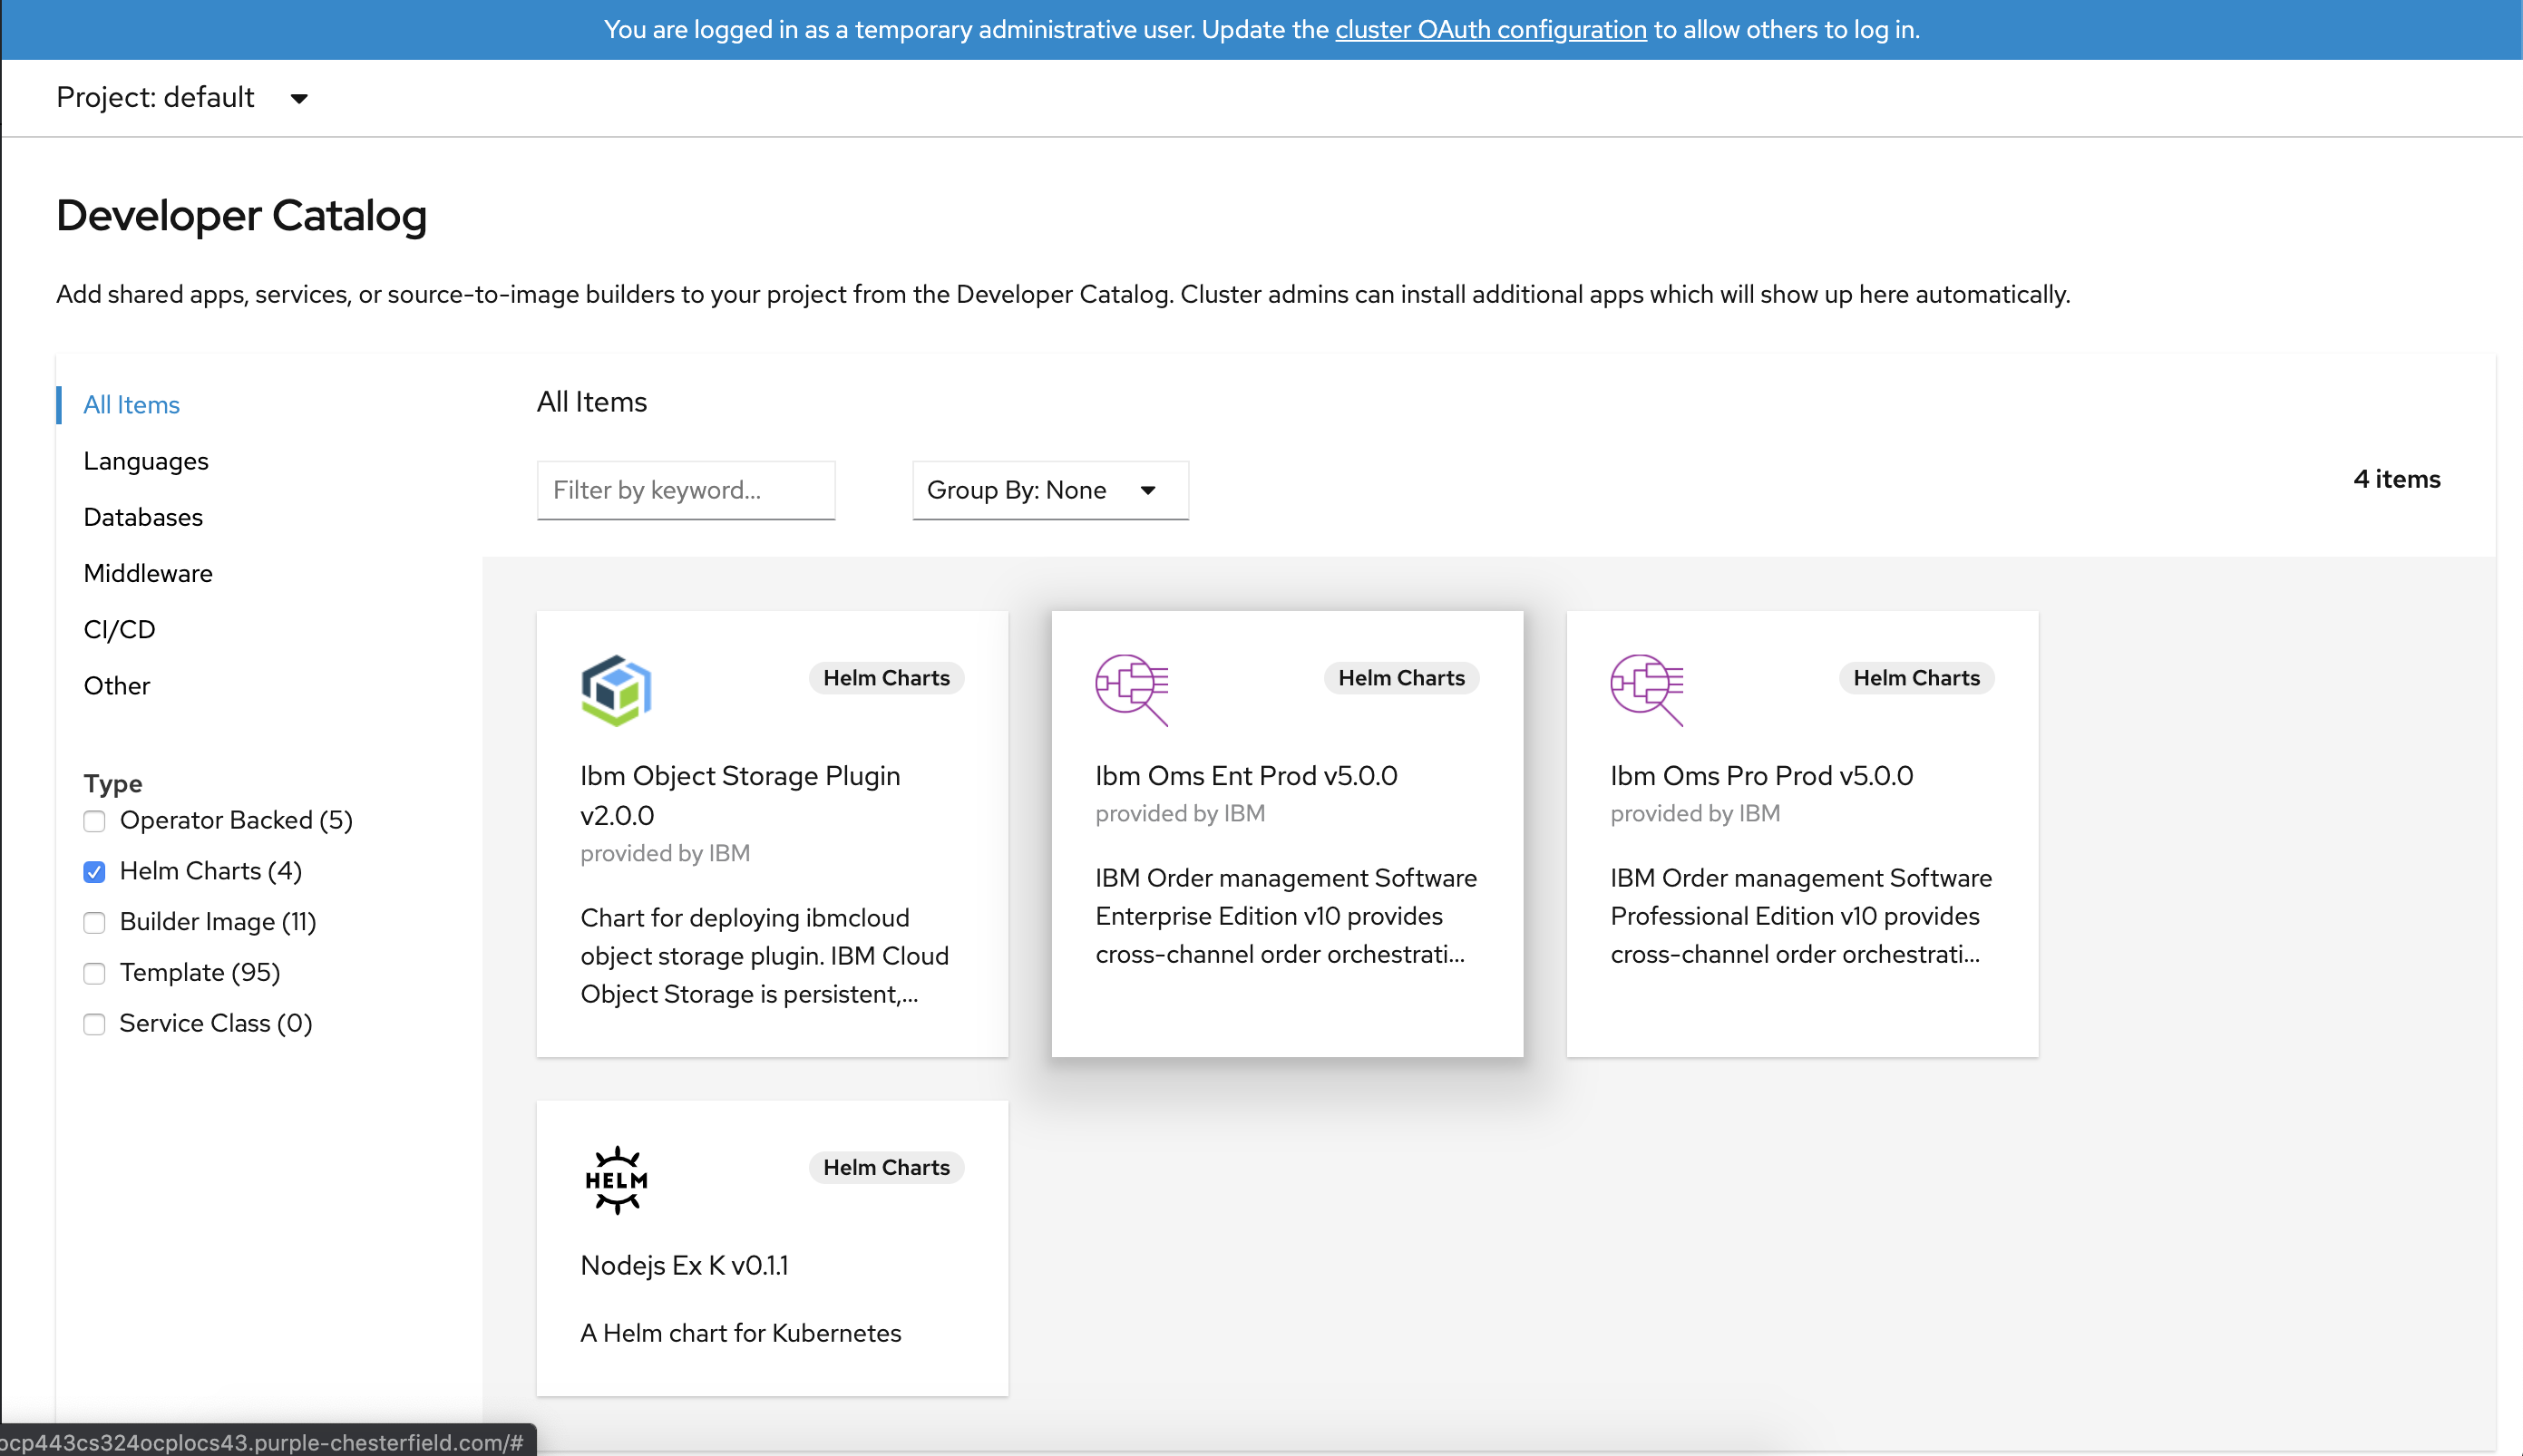 You are logged in as a temporary administrative user. Update the cluster OAuth configuration to allow others to log in.
Project: default
Developer Catalog
Add shared apps, services, or source-to-image builders to your project from the Developer Catalog. Cluster admins can install additional apps which will show up here automatically.
All Items
Languages
Databases
Middleware
CI/CD
Other
Type
Operator Backed (5)
Helm Charts (4)
Builder Image (11)
Template (95)
Service Class (0)
All Items
Filter by keyword...
Group By: None
4 items
Helm Charts
Ibm Object Storage Plugin
v2.0.0
provided by IBM
Chart for deploying ibmcloud
object storage plugin. IBM Cloud
Object Storage is persistent,...
Helm Charts
Ibm Oms Ent Prod v5.0.0
provided by IBM
IBM Order management Software
Enterprise Edition v10 provides
cross-channel order orchestrati...
Helm Charts
Ibm Oms Pro Prod v5.0.0
provided by IBM
IBM Order management Software
Professional Edition v10 provides
cross-channel order orchestrati...
HELM
Helm Charts
Nodejs Ex K v0.1.1
A Helm chart for Kubernetes
ocp443cs324ocplocs43.purple-chesterfield.com/#